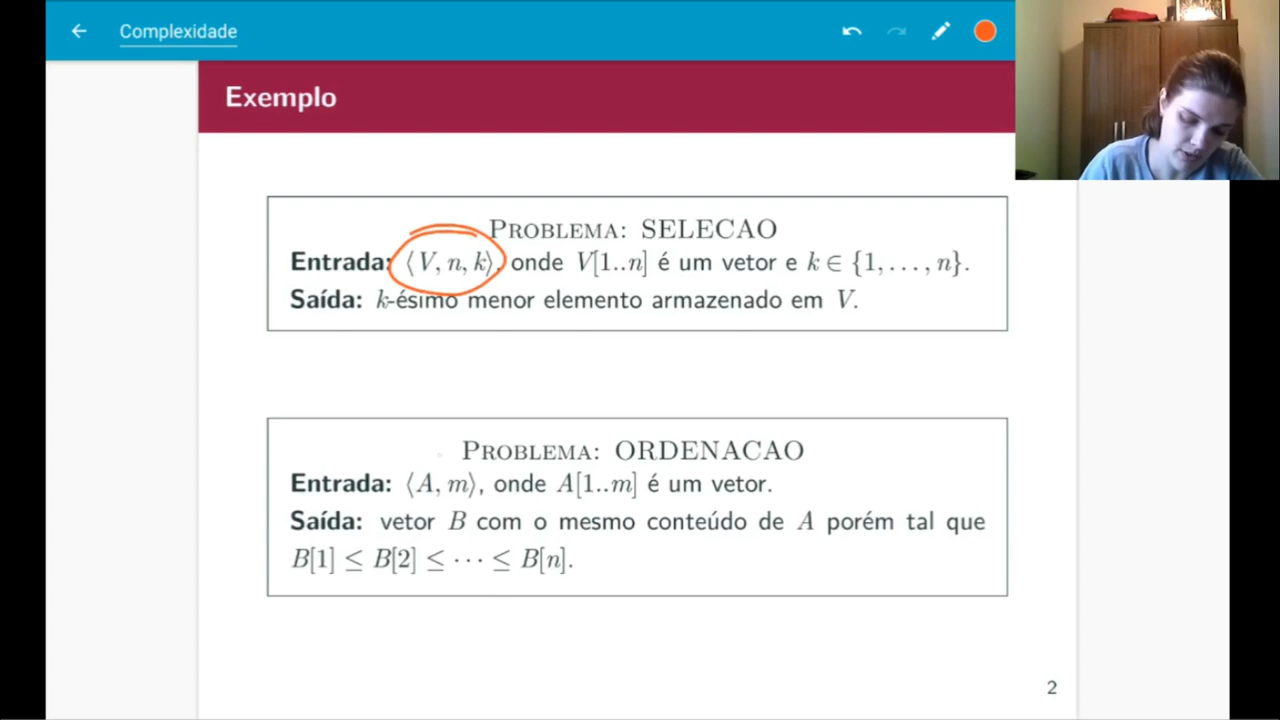 Complexidade
Exemplo
Problema: SELECAO
Entrada: ⟨V, n, k⟩, onde V[1..n] é um vetor e k ∈ {1, . . . , n}.
Saída: k-ésimo menor elemento armazenado em V.
Problema: ORDENACAO
Entrada: ⟨A, m⟩, onde A[1..m] é um vetor.
Saída: vetor B com o mesmo conteúdo de A porém tal que
B[1] ≤ B[2] ≤ · · · ≤ B[n].
2